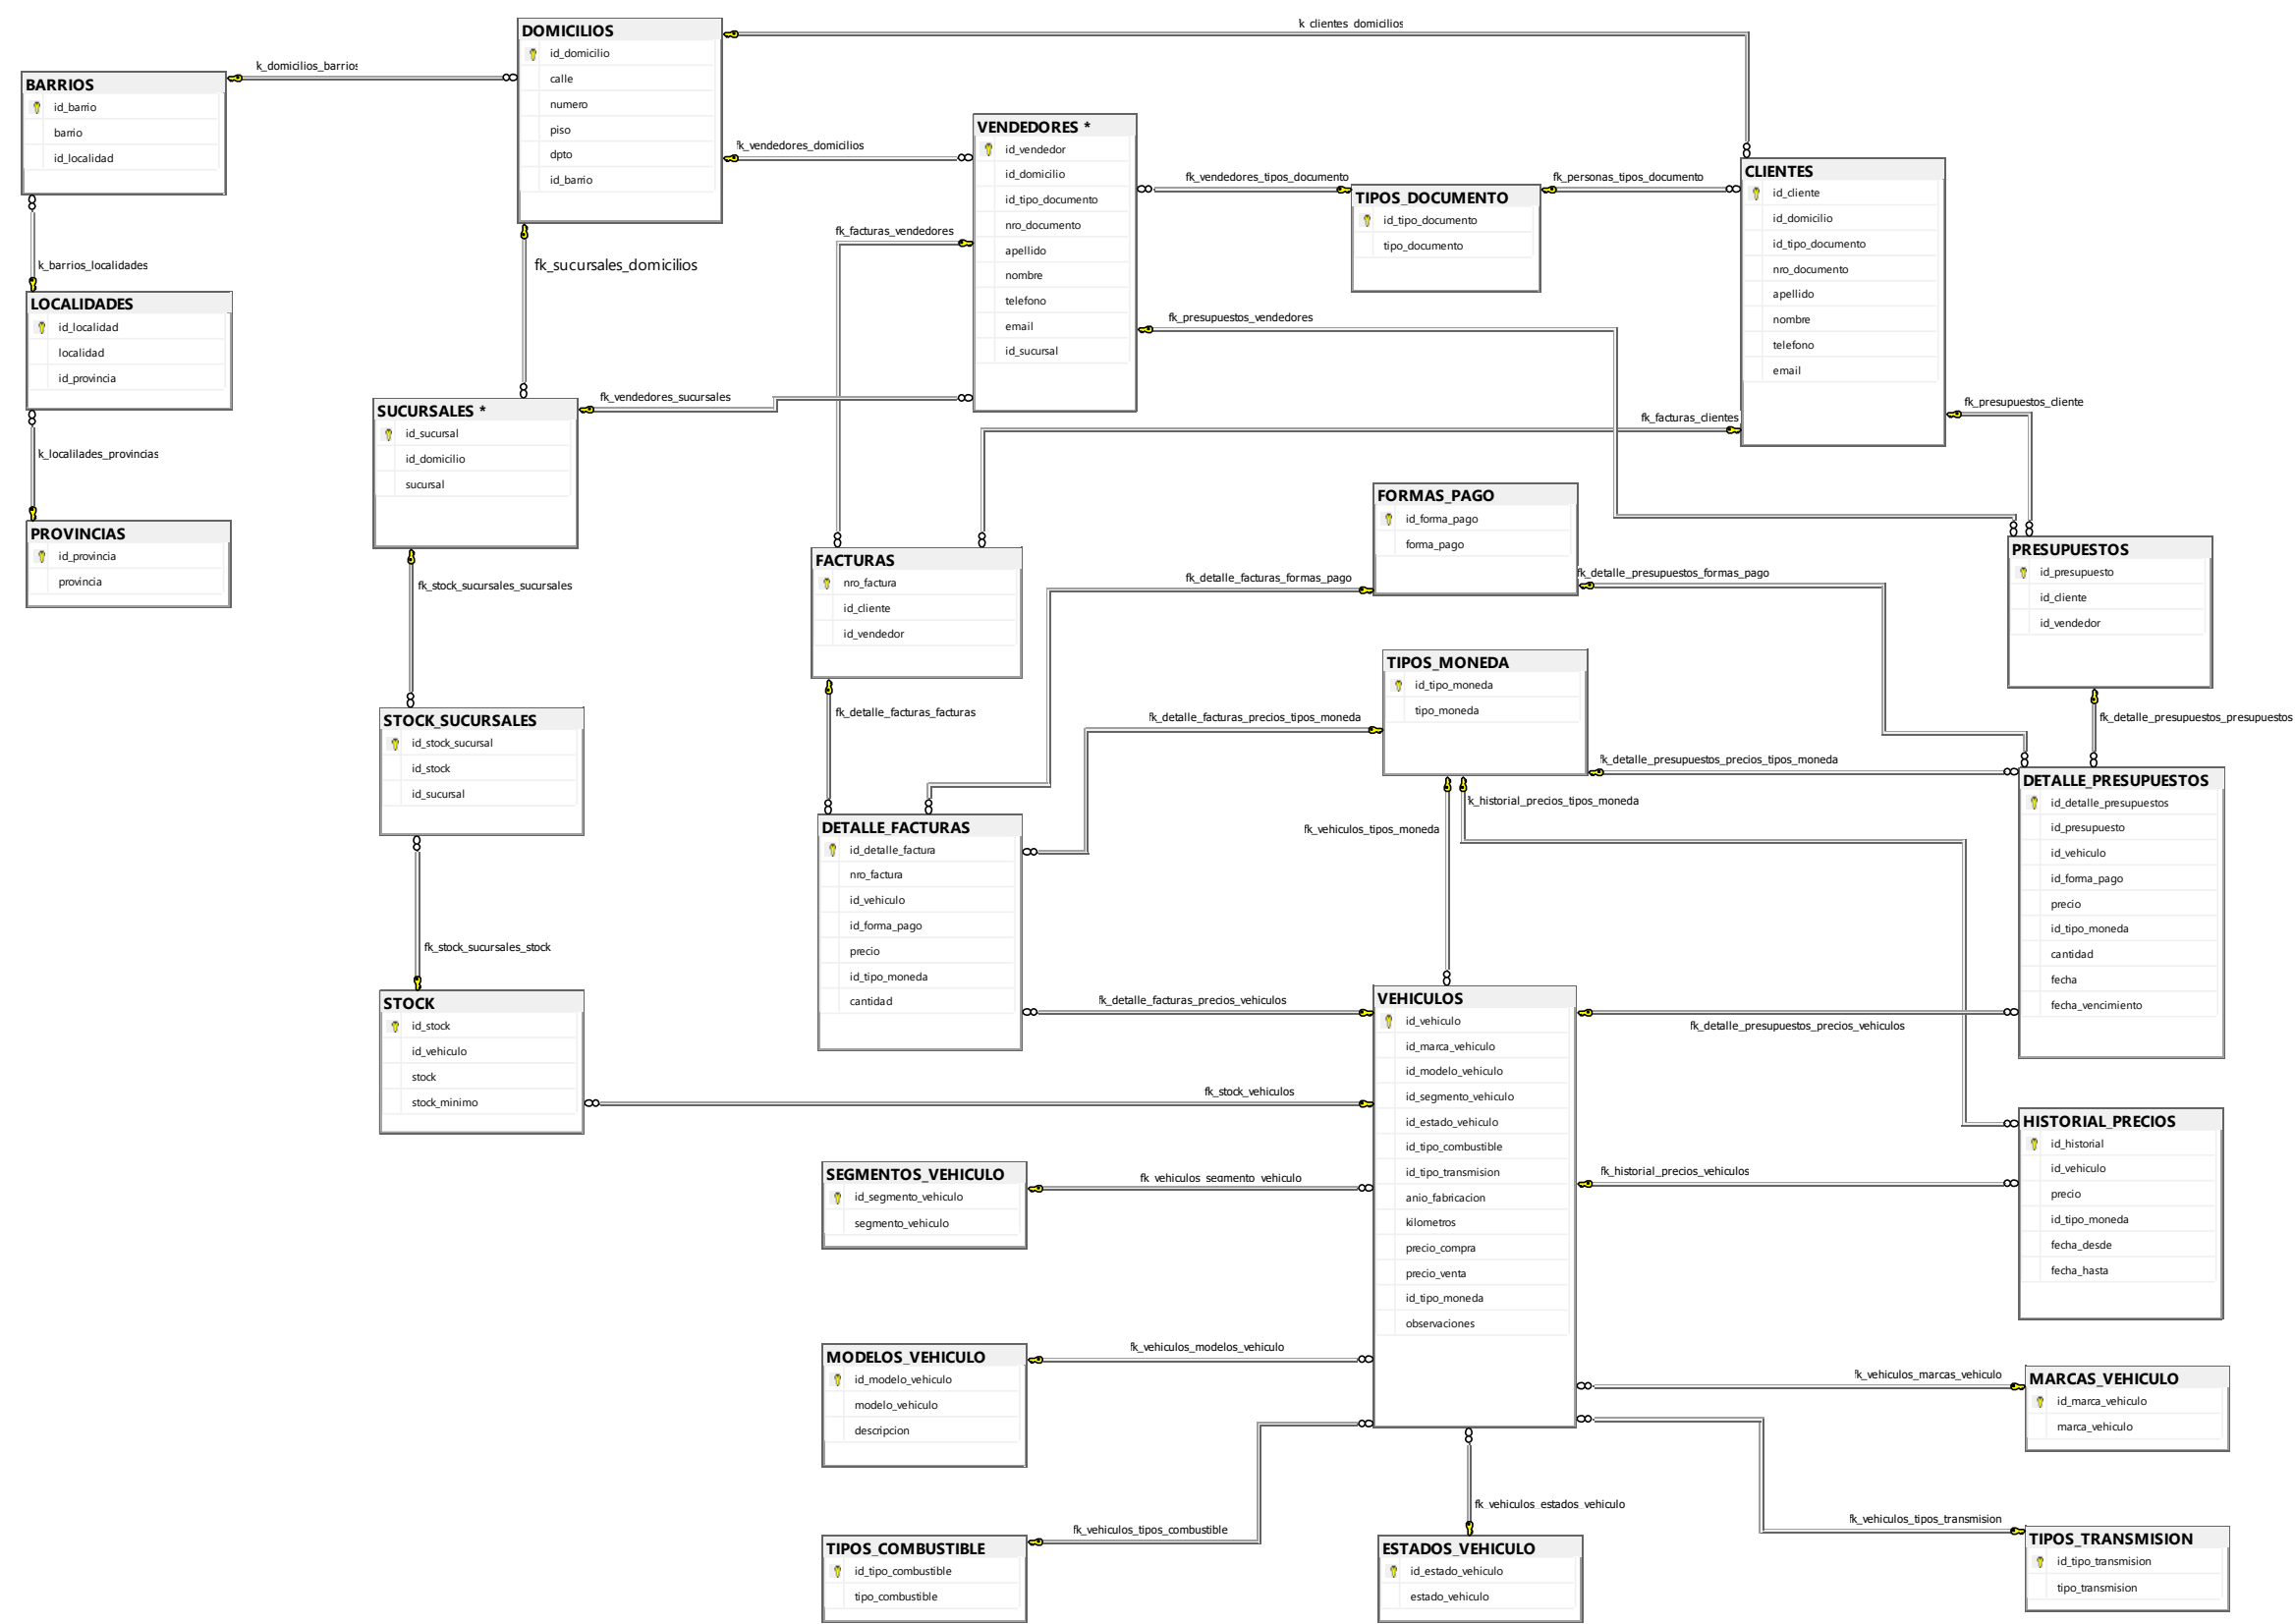 k_clientes_domicilios
DOMICILIOS
id_domicilio
calle
numero
piso
dpto
id_barrio
k_domicilios_barrios
BARRIOS
id_barrio
barrio
id_localidad
fk_vendedores_domicilios
VENDEDORES *
id_vendedor
id_domicilio
id_tipo_documento
nro_documento
apellido
nombre
telefono
email
id_sucursal
fk_vendedores_tipos_documento
TIPOS_DOCUMENTO
id_tipo_documento
tipo_documento
fk_personas_tipos_documento
CLIENTES
id_cliente
id_domicilio
id_tipo_documento
nro_documento
apellido
nombre
telefono
email
fk_facturas_vendedores
fk_sucursales_domicilios
k_barrios_localidades
LOCALIDADES
id_localidad
localidad
id_provincia
fk_presupuestos_vendedores
fk_vendedores_sucursales
SUCURSALES *
id_sucursal
id_domicilio
sucursal
fk_facturas_clientes
fk_presupuestos_cliente
k_localilades_provincias
PROVINCIAS
id_provincia
provincia
FORMAS_PAGO
id_forma_pago
forma_pago
FACTURAS
nro_factura
id_cliente
id_vendedor
PRESUPUESTOS
id_presupuesto
id_cliente
id_vendedor
fk_stock_sucursales_sucursales
fk_detalle_facturas_formas_pago
fk_detalle_presupuestos_formas_pago
TIPOS_MONEDA
id_tipo_moneda
tipo_moneda
fk_detalle_facturas_facturas
fk_detalle_facturas_precios_tipos_moneda
fk_detalle_presupuestos_presupuestos
STOCK_SUCURSALES
id_stock_sucursal
id_stock
id_sucursal
fk_detalle_presupuestos_precios_tipos_moneda
DETALLE_PRESUPUESTOS
id_detalle_presupuestos
id_presupuesto
id_vehiculo
id_forma_pago
precio
id_tipo_moneda
cantidad
fecha
fecha_vencimiento
k_historial_precios_tipos_moneda
fk_vehiculos_tipos_moneda
DETALLE_FACTURAS
id_detalle_factura
nro_factura
id_vehiculo
id_forma_pago
precio
id_tipo_moneda
cantidad
fk_stock_sucursales_stock
STOCK
id_stock
id_vehiculo
stock
stock_minimo
fk_detalle_facturas_precios_vehiculos
VEHICULOS
id_vehiculo
id_marca_vehiculo
id_modelo_vehiculo
id_segmento_vehiculo
id_estado_vehiculo
id_tipo_combustible
id_tipo_transmision
anio_fabricacion
kilometros
precio_compra
precio_venta
id_tipo_moneda
observaciones
fk_detalle_presupuestos_precios_vehiculos
fk_stock_vehiculos
HISTORIAL_PRECIOS
id_historial
id_vehiculo
precio
id_tipo_moneda
fecha_desde
fecha_hasta
SEGMENTOS_VEHICULO
id_segmento_vehiculo
segmento_vehiculo
fk_vehiculos_segmento_vehiculo
fk_historial_precios_vehiculos
MODELOS_VEHICULO
id_modelo_vehiculo
modelo_vehiculo
descripcion
fk_vehiculos_modelos_vehiculo
fk_vehiculos_marcas_vehiculo
MARCAS_VEHICULO
id_marca_vehiculo
marca_vehiculo
fk_vehiculos_estados_vehiculo
fk_vehiculos_tipos_combustible
fk_vehiculos_tipos_transmision
TIPOS_COMBUSTIBLE
id_tipo_combustible
tipo_combustible
ESTADOS_VEHICULO
id_estado_vehiculo
estado_vehiculo
TIPOS_TRANSMISION
id_tipo_transmision
tipo_transmision